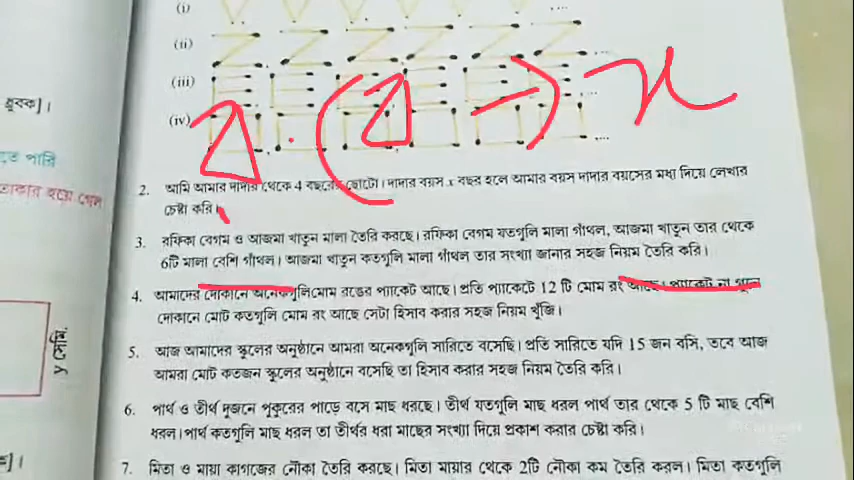 (i) ....
(ii) ...
(iii) ...
(iv) ....
ধ্রুবক]।
তে পারি
তাকার হয়ে গেল
y সেমি.
=]।
x
2. আমি আমার দাদার থেকে 4 বছরের ছোটো। দাদার বয়স x বছর হলে আমার বয়স দাদার বয়সের মধ্য দিয়ে লেখার
চেষ্টা করি।
3. রফিকা বেগম ও আজমা খাতুন মালা তৈরি করছে। রফিকা বেগম যতগুলি মালা গাঁথল, আজমা খাতুন তার থেকে
6টি মালা বেশি গাঁথল। আজমা খাতুন কতগুলি মালা গাঁথল তার সংখ্যা জানার সহজ নিয়ম তৈরি করি।
4. আমাদের দোকানে অনেকগুলি মোম রঙের প্যাকেট আছে। প্রতি প্যাকেটে 12 টি মোম রং আছে। প্যাকেট না খুলে
দোকানে মোট কতগুলি মোম রং আছে সেটা হিসাব করার সহজ নিয়ম খুঁজি।
5. আজ আমাদের স্কুলের অনুষ্ঠানে আমরা অনেকগুলি সারিতে বসেছি। প্রতি সারিতে যদি 15 জন বসি, তবে আজ
আমরা মোট কতজন স্কুলের অনুষ্ঠানে বসেছি তা হিসাব করার সহজ নিয়ম তৈরি করি।
6. পার্থ ও তীর্থ দুজনে পুকুরের পাড়ে বসে মাছ ধরছে। তীর্থ যতগুলি মাছ ধরল পার্থ তার থেকে 5 টি মাছ বেশি
ধরল। পার্থ কতগুলি মাছ ধরল তা তীর্থর ধরা মাছের সংখ্যা দিয়ে প্রকাশ করার চেষ্টা করি।
7. মিতা ও মায়া কাগজের নৌকা তৈরি করছে। মিতা মায়ার থেকে 2টি নৌকা কম তৈরি করল। মিতা কতগুলি